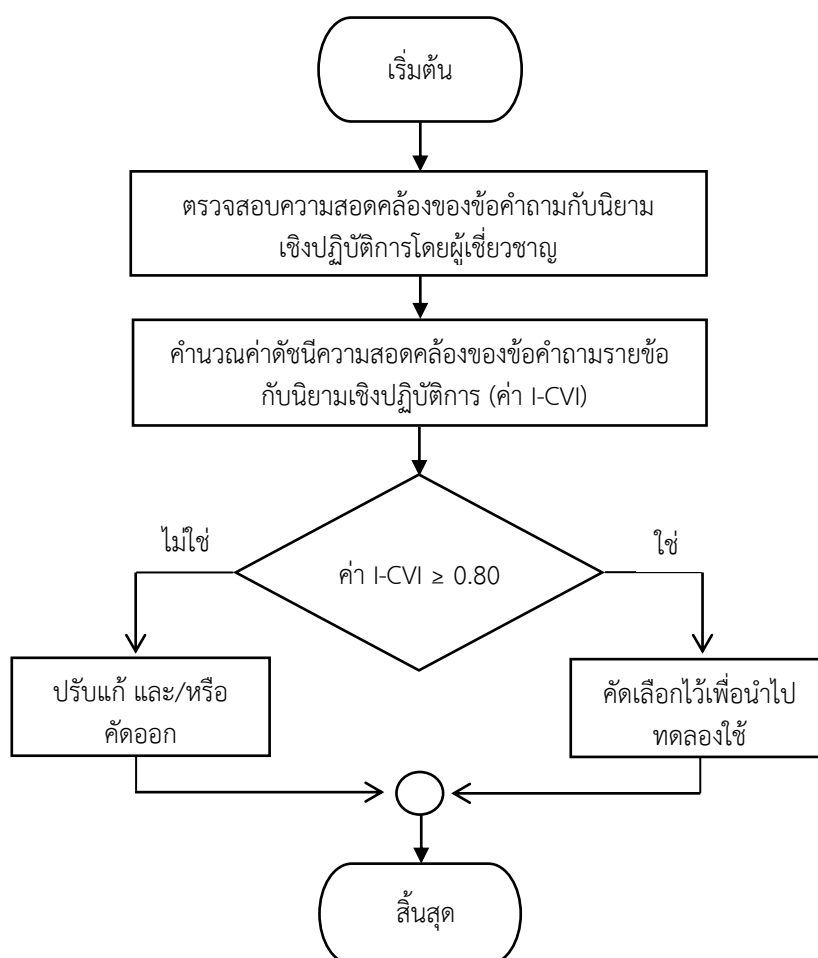 เริ่มต้น
ตรวจสอบความสอดคล้องของข้อคำถามกับนิยาม
เชิงปฏิบัติการโดยผู้เชี่ยวชาญ
คำนวณค่าดัชนีความสอดคล้องของข้อคำถามรายข้อ
กับนิยามเชิงปฏิบัติการ (ค่า I-CVI)
ไม่ใช่
ใช่
ค่า I-CVI ≥ 0.80
ปรับแก้ และ/หรือ
คัดออก
คัดเลือกไว้เพื่อนำไป
ทดลองใช้
สิ้นสุด